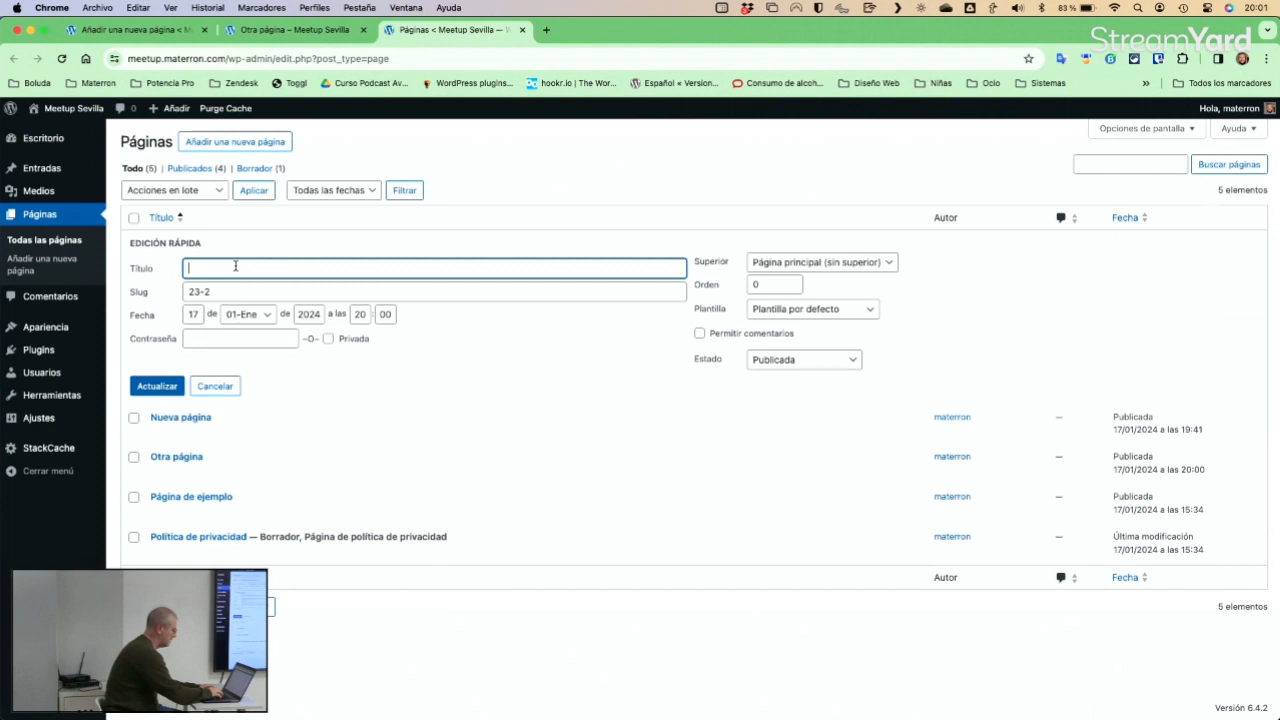 Chrome Archivo Editar Ver Historial Marcadores Perfiles Pestaña Ventana Ayuda 83 % 20:01
StreamYard
Añadir una nueva página < M Otra página – Meetup Sevilla Páginas < Meetup Sevilla —
meetup.materron.com/wp-admin/edit.php?post_type=page
Boluda Materron Potencia Pro Zendesk Toggl Curso Podcast Av... WordPress plugins... hookr.io | The Wor... Español « Version... Consumo de alcoh... Diseño Web Niñas Ocio Sistemas » Todos los marcadores
Meetup Sevilla 0 Añadir Purge Cache Hola, materron
Opciones de pantalla Ayuda
Escritorio
Entradas
Medios
Páginas
Todas las páginas
Añadir una nueva
página
Comentarios
Apariencia
Plugins
Usuarios
Herramientas
Ajustes
StackCache
Cerrar menú
Páginas Añadir una nueva página
Todo (5) | Publicados (4) | Borrador (1)
Buscar páginas
Acciones en lote Aplicar Todas las fechas Filtrar 5 elementos
Título Autor Fecha
EDICIÓN RÁPIDA
Título
Slug 23-2
Fecha 17 de 01-Ene de 2024 a las 20 : 00
Contraseña –O– Privada
Superior Página principal (sin superior)
Orden 0
Plantilla Plantilla por defecto
Permitir comentarios
Estado Publicada
Actualizar Cancelar
Nueva página materron — Publicada
17/01/2024 a las 19:41
Otra página materron — Publicada
17/01/2024 a las 20:00
Página de ejemplo materron — Publicada
17/01/2024 a las 15:34
Política de privacidad — Borrador, Página de política de privacidad materron — Última modificación
17/01/2024 a las 15:34
Autor Fecha
5 elementos
Versión 6.4.2